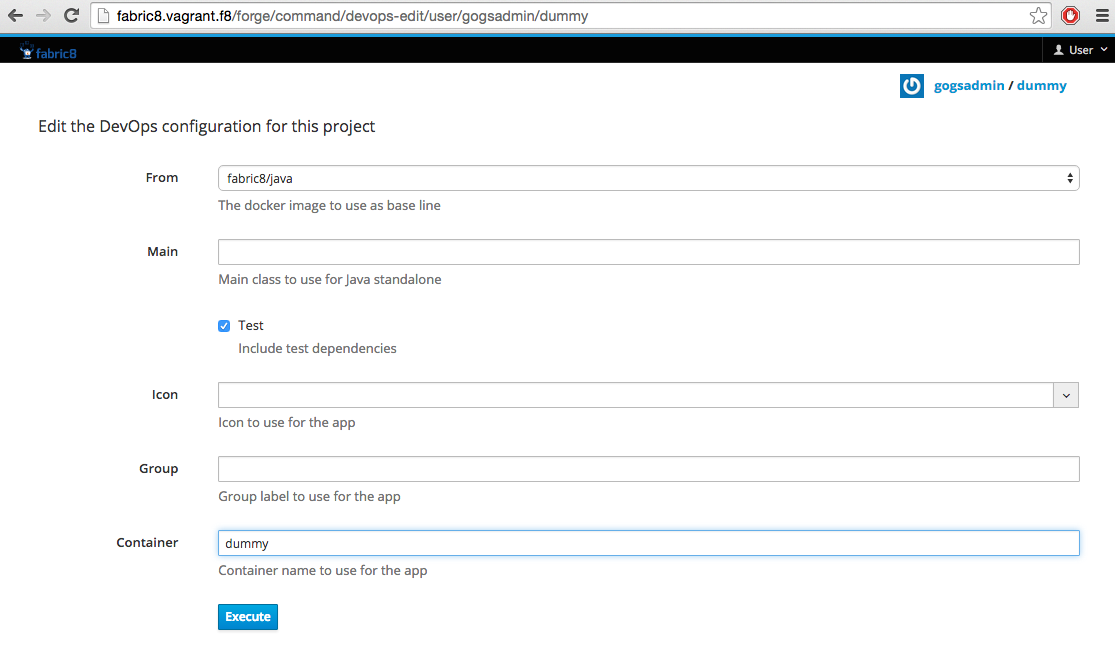 fabric8.vagrant.f8/forge/command/devops-edit/user/gogsadmin/dummy
fabric8
User
gogsadmin / dummy
Edit the DevOps configuration for this project
From
fabric8/java
The docker image to use as base line
Main
Main class to use for Java standalone
Test
Include test dependencies
Icon
Icon to use for the app
Group
Group label to use for the app
Container
dummy
Container name to use for the app
Execute